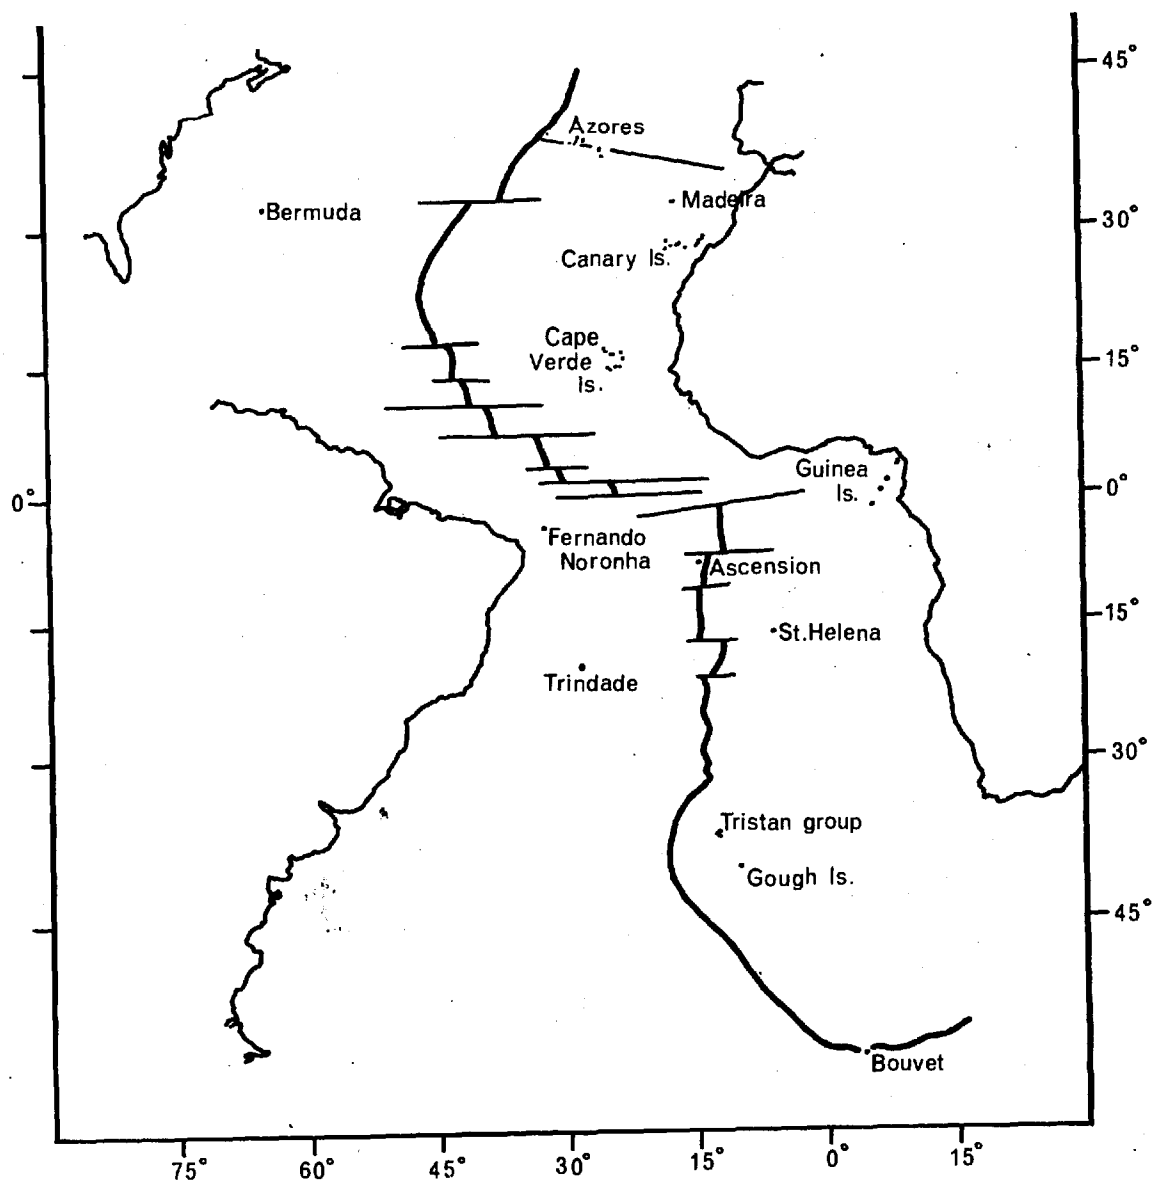 45°
Azores
Madeira
30°
Bermuda
Canary Is.
Cape
Verde
Is.
15°
Guinea
Is.
0°
0°
Fernando
Noronha
Ascension
15°
St.Helena
Trindade
30°
Tristan group
Gough Is.
45°
Bouvet
75°
60°
45°
30°
15°
0°
15°